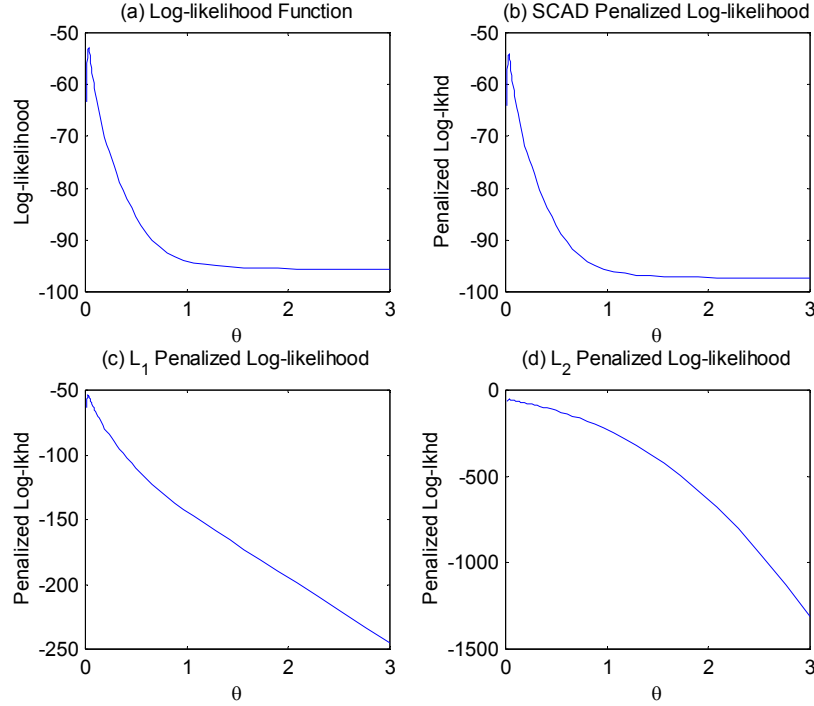 (a) Log-likelihood Function
-50
-60
-70
-80
-90
-100
Log-likelihood
0 1 2 3
θ
(b) SCAD Penalized Log-likelihood
-50
-60
-70
-80
-90
-100
Penalized Log-lkhd
0 1 2 3
θ
(c) L1 Penalized Log-likelihood
-50
-100
-150
-200
-250
Penalized Log-lkhd
0 1 2 3
θ
(d) L2 Penalized Log-likelihood
0
-500
-1000
-1500
Penalized Log-lkhd
0 1 2 3
θ